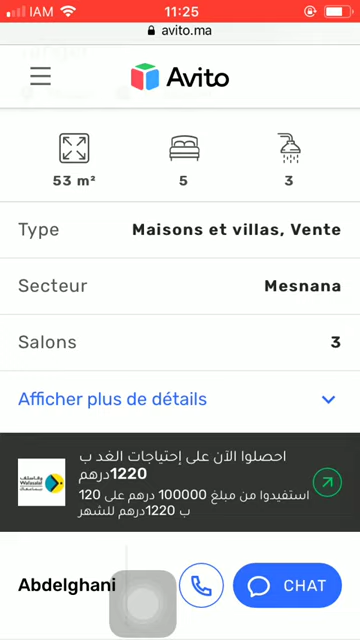 IAM 11:25
avito.ma
Avito
53 m² 5 3
Type Maisons et villas, Vente
Secteur Mesnana
Salons 3
Afficher plus de détails
احصلوا الآن على إحتياجات الغد ب
1220درهم
استفيدوا من مبلغ 100000 درهم على 120
ب 1220درهم للشهر
وفاسلف
Wafasalaf
Abdelghani CHAT